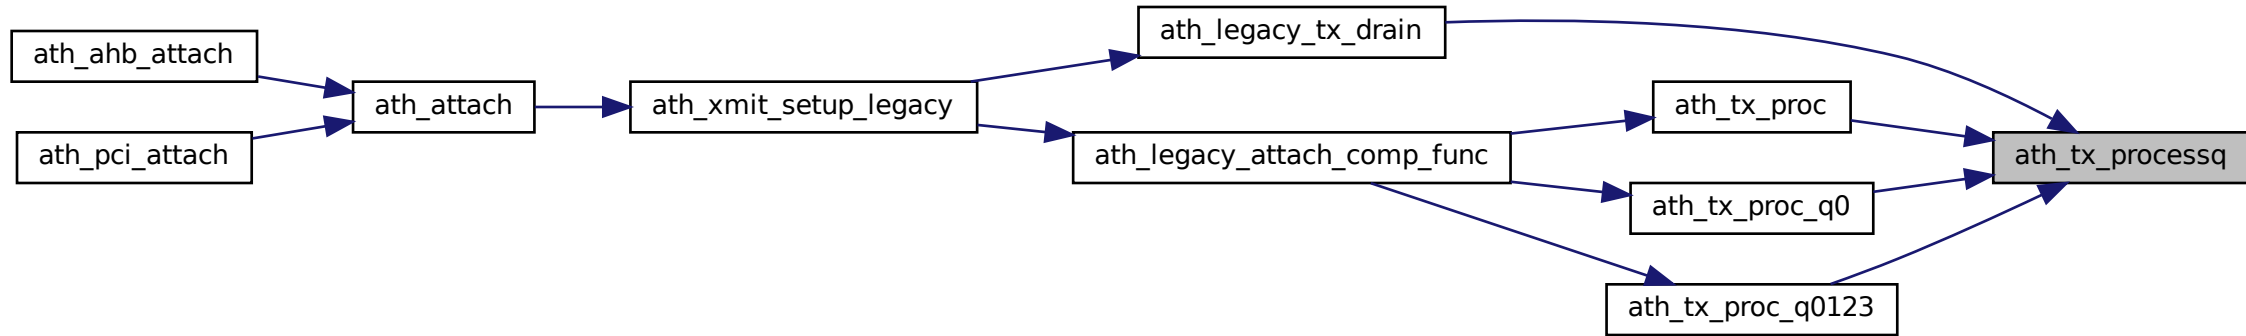 ath_ahb_attach
ath_pci_attach
ath_attach
ath_xmit_setup_legacy
ath_legacy_tx_drain
ath_legacy_attach_comp_func
ath_tx_proc
ath_tx_proc_q0
ath_tx_proc_q0123
ath_tx_processq